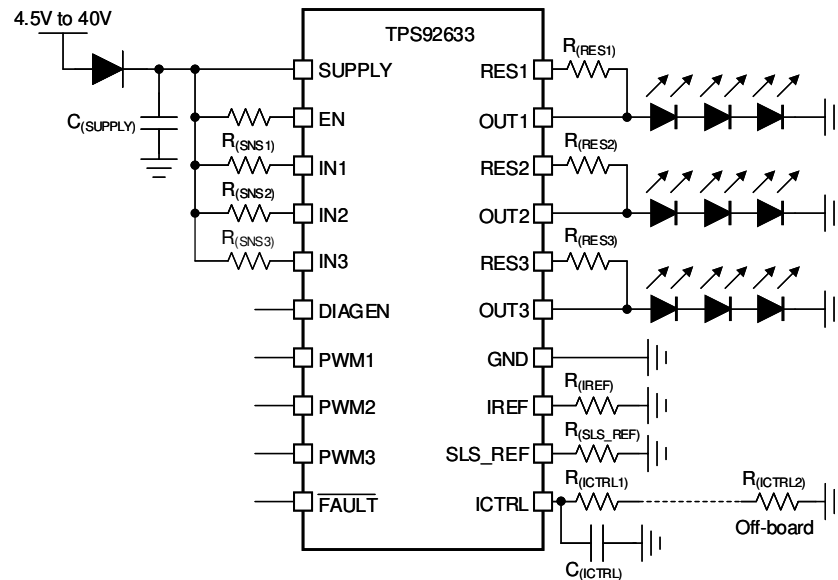 4.5V to 40V
TPS92633
SUPPLY
C(SUPPLY)
EN
R(SNS1)
IN1
R(SNS2)
IN2
R(SNS3)
IN3
DIAGEN
PWM1
PWM2
PWM3
FAULT
R(RES1)
RES1
OUT1
R(RES2)
RES2
OUT2
R(RES3)
RES3
OUT3
GND
R(IREF)
IREF
R(SLS_REF)
SLS_REF
R(ICTRL1)
R(ICTRL2)
ICTRL
Off-board
C(ICTRL)